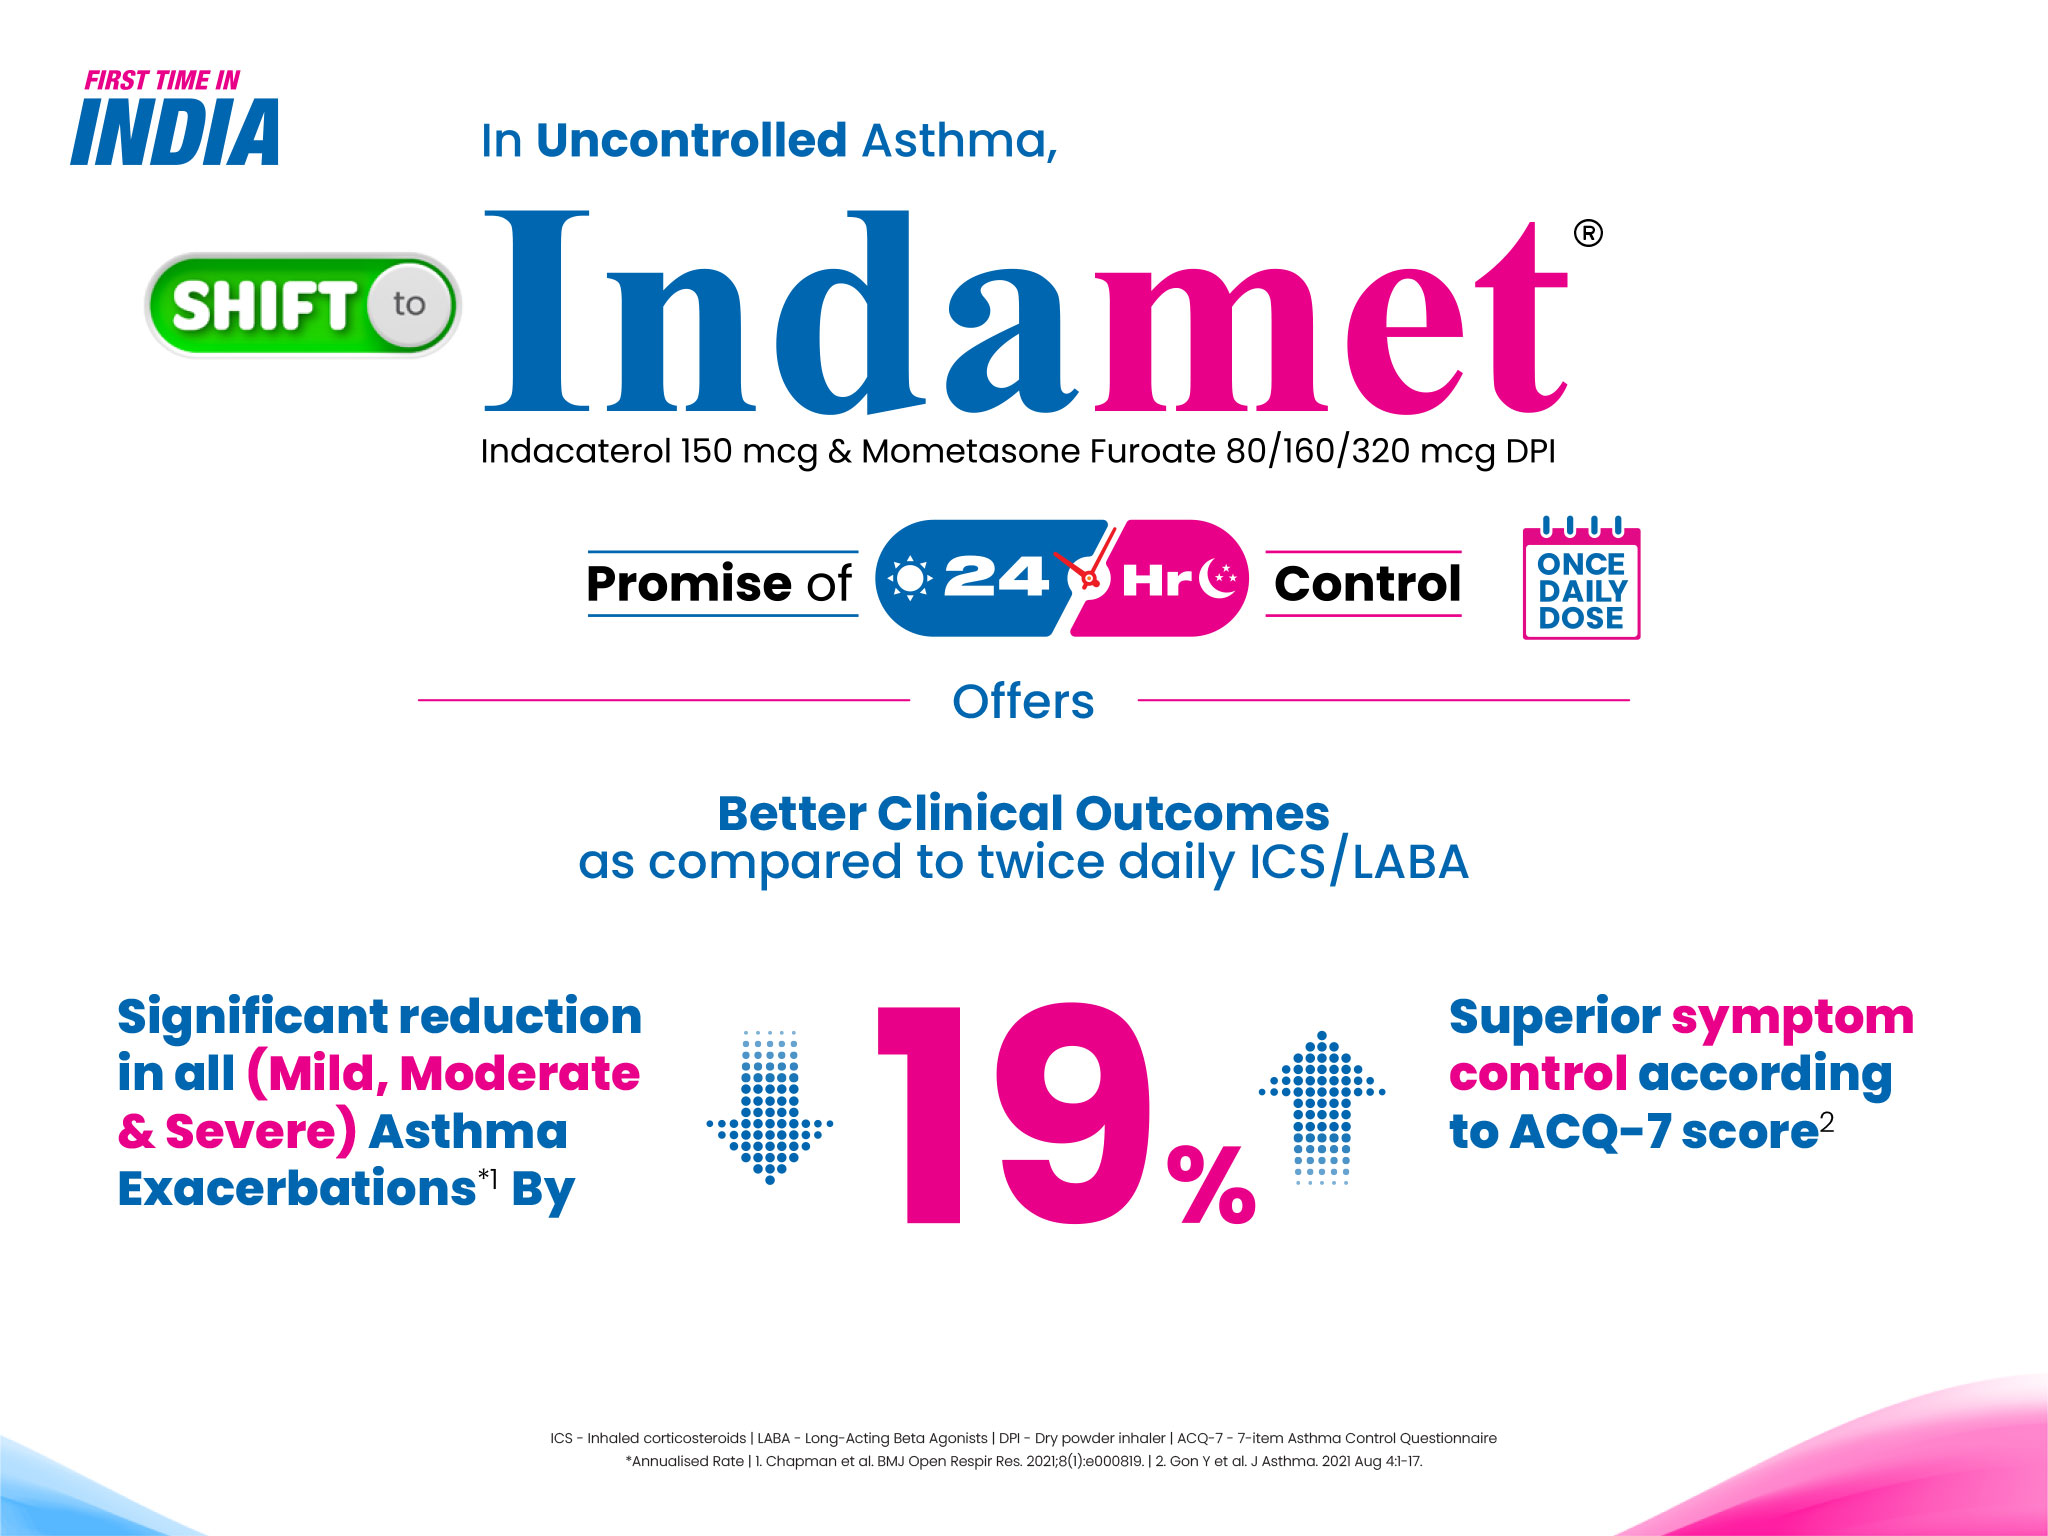 FIRST TIME IN
INDIA
In Uncontrolled Asthma,
SHIFT to
Indamet®
Indacaterol 150 mcg & Mometasone Furoate 80/160/320 mcg DPI
Promise of 24 Hr Control
ONCE
DAILY
DOSE
Offers
Better Clinical Outcomes
as compared to twice daily ICS/LABA
Significant reduction
in all (Mild, Moderate
& Severe) Asthma
Exacerbations*1 By
19%
Superior symptom
control according
to ACQ-7 score2
ICS - Inhaled corticosteroids | LABA - Long-Acting Beta Agonists | DPI - Dry powder inhaler | ACQ-7 - 7-item Asthma Control Questionnaire
*Annualised Rate | 1. Chapman et al. BMJ Open Respir Res. 2021;8(1):e000819. | 2. Gon Y et al. J Asthma. 2021 Aug 4:1-17.